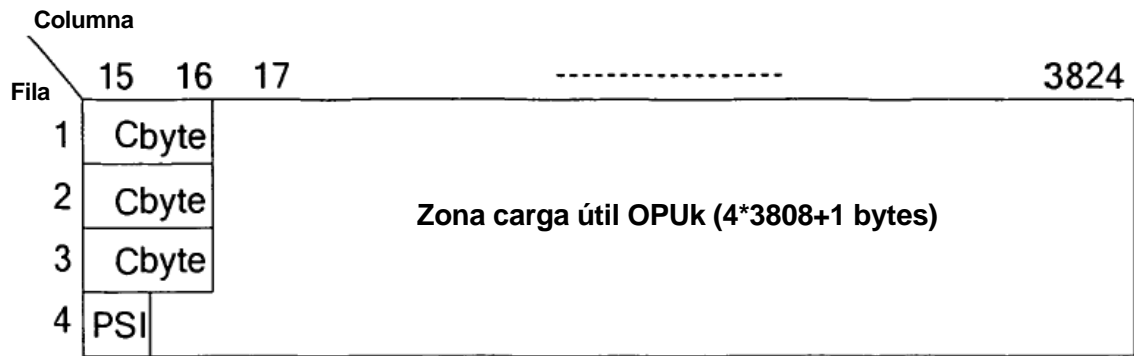 Columna
Fila 15 16 17 3824
1 Cbyte
2 Cbyte
Zona carga útil OPUk (4*3808+1 bytes)
3 Cbyte
4 PSI